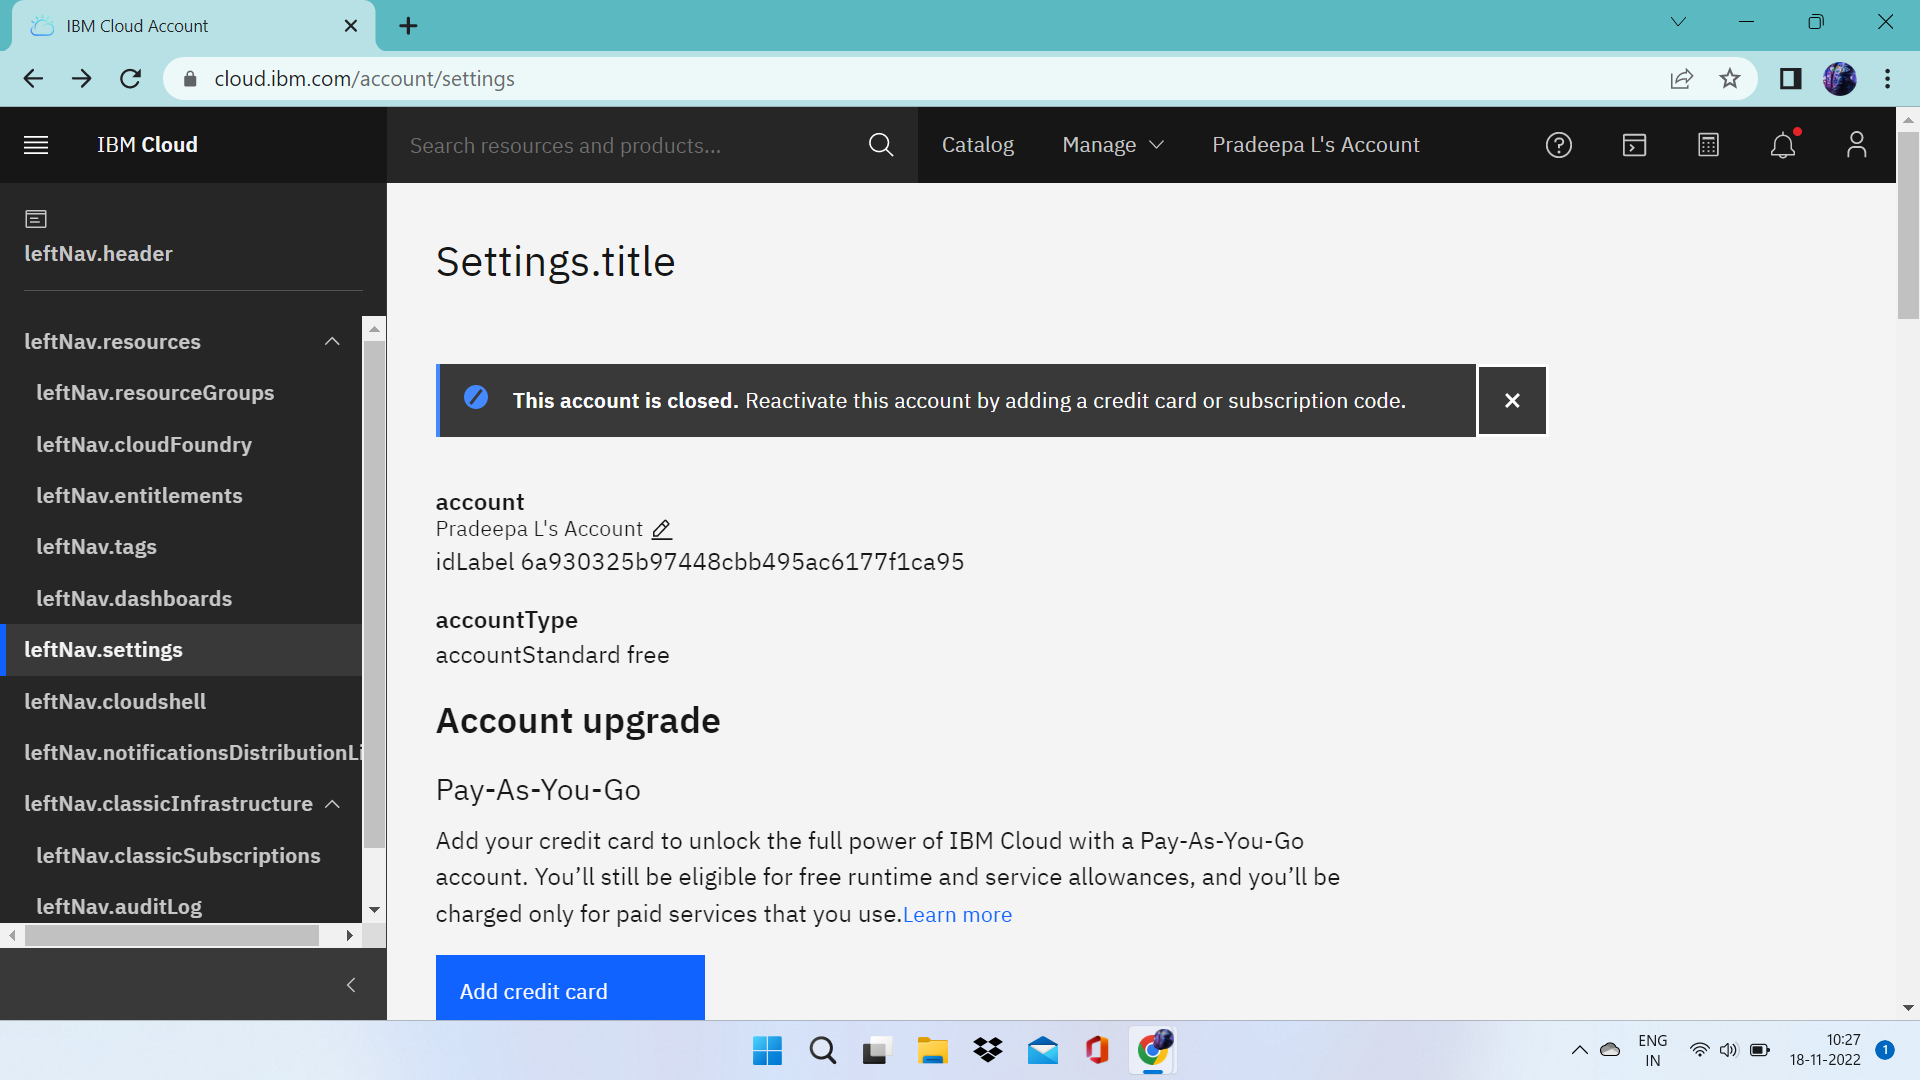 IBM Cloud Account
cloud.ibm.com/account/settings
IBM Cloud
Search resources and products...
Catalog
Manage
Pradeepa L's Account
leftNav.header
leftNav.resources
leftNav.resourceGroups
leftNav.cloudFoundry
leftNav.entitlements
leftNav.tags
leftNav.dashboards
leftNav.settings
leftNav.cloudshell
leftNav.notificationsDistributionLi
leftNav.classicInfrastructure
leftNav.classicSubscriptions
leftNav.auditLog
Settings.title
This account is closed. Reactivate this account by adding a credit card or subscription code.
account
Pradeepa L's Account
idLabel 6a930325b97448cbb495ac6177f1ca95
accountType
accountStandard free
Account upgrade
Pay-As-You-Go
Add your credit card to unlock the full power of IBM Cloud with a Pay-As-You-Go
account. You’ll still be eligible for free runtime and service allowances, and you’ll be
charged only for paid services that you use.Learn more
Add credit card
ENG
IN
10:27
18-11-2022
1